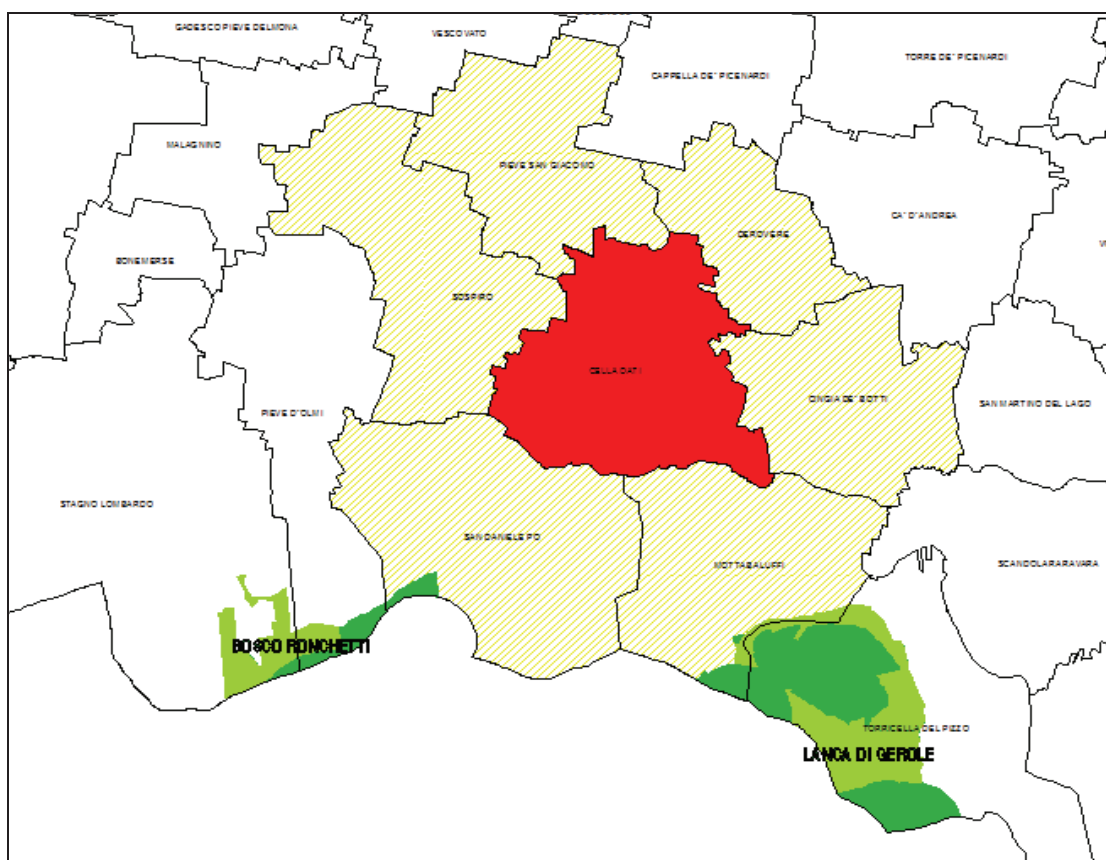 GADESCO PIEVE DELMONA
VESCOVATO
TORRE DE' PICENARDI
CAPPELLA DE' PICENARDI
MALAGNINO
PIEVE SAN GIACOMO
CA' D'ANDREA
DEROVERE
BONEMERSE
SOSPIRO
CELLA DATI
CINGIA DE' BOTTI
SAN MARTINO DEL LAGO
PIEVE D'OLMI
STAGNO LOMBARDO
SAN DANIELE PO
MOTTA BALUFFI
SCANDOLARA RAVARA
BOSCO RONCHETTI
TORRICELLA DEL PIZZO
LANCA DI GEROLE